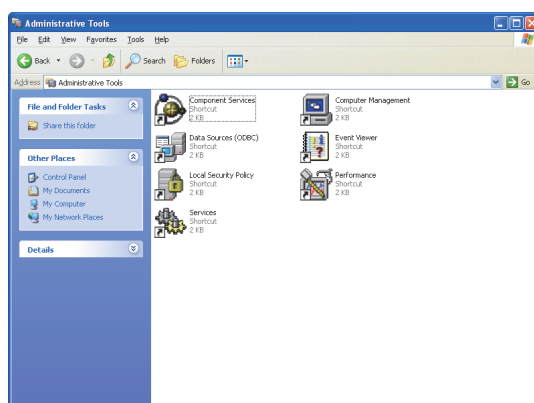 Administrative Tools
File Edit View Favorites Tools Help
Back Search Folders
Address Administrative Tools Go
File and Folder Tasks
Share this folder
Other Places
Control Panel
My Documents
My Computer
My Network Places
Details
Component Services
Shortcut
2 KB
Computer Management
Shortcut
2 KB
Data Sources (ODBC)
Shortcut
2 KB
Event Viewer
Shortcut
2 KB
Local Security Policy
Shortcut
2 KB
Performance
Shortcut
2 KB
Services
Shortcut
2 KB